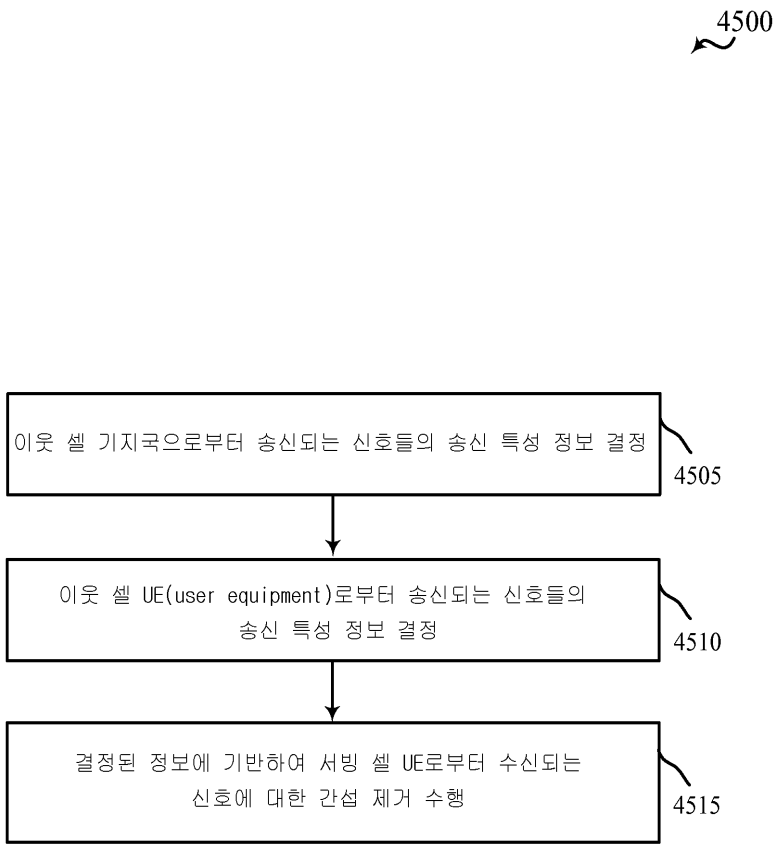 4500
이웃 셀 기지국으로부터 송신되는 신호들의 송신 특성 정보 결정
4505
이웃 셀 UE(user equipment)로부터 송신되는 신호들의
송신 특성 정보 결정
4510
결정된 정보에 기반하여 서빙 셀 UE로부터 수신되는
신호에 대한 간섭 제거 수행
4515